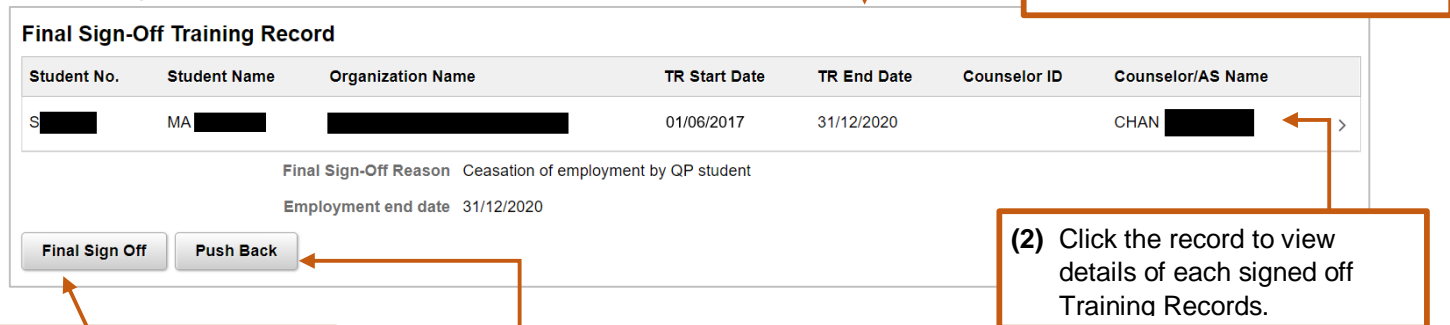 Final Sign-Off Training Record
Student No. Student Name Organization Name TR Start Date TR End Date Counselor ID Counselor/AS Name
S MA 01/06/2017 31/12/2020 CHAN >
Final Sign-Off Reason Ceasation of employment by QP student
Employment end date 31/12/2020
Final Sign Off Push Back
(2) Click the record to view
details of each signed off
Training Records.